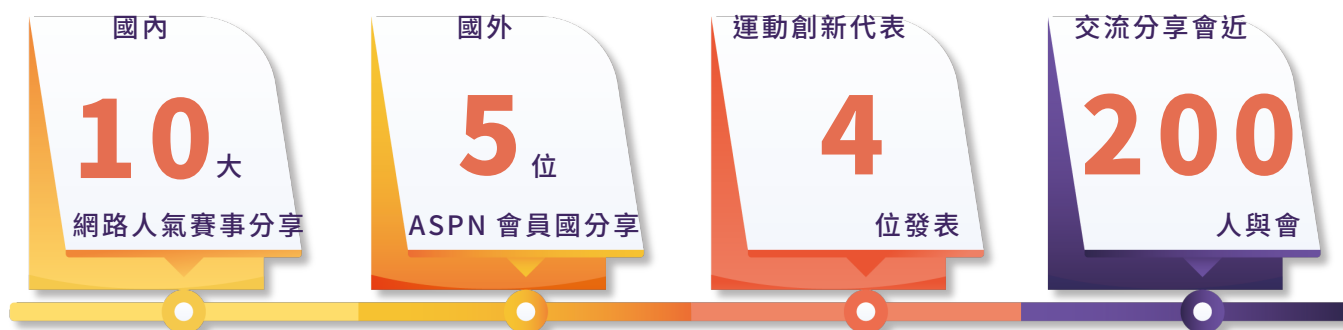 國內
10大
網路人氣賽事分享
國外
5位
ASPN 會員國分享
運動創新代表
4
位發表
交流分享會近
200
人與會